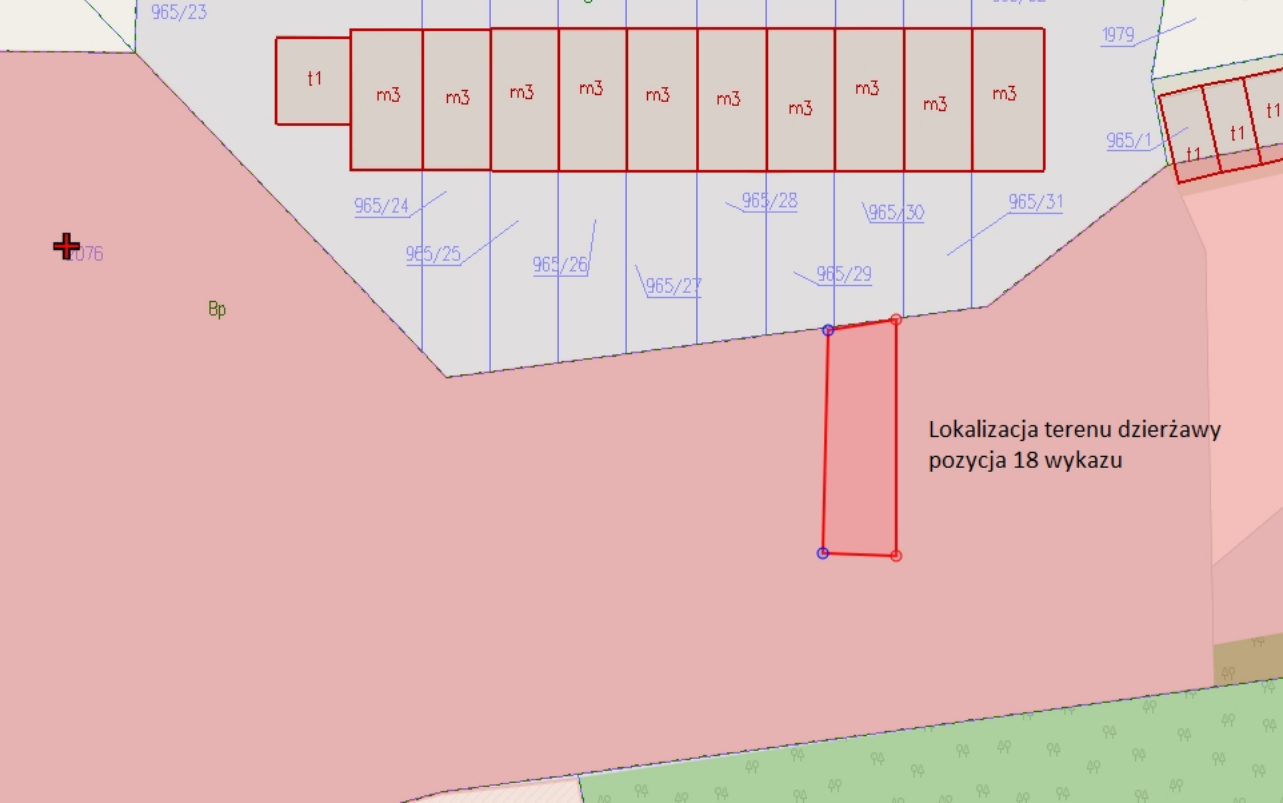 965/23
1979
t1
m3
m3
m3
m3
m3
m3
m3
m3
m3
m3
t1
t1
t1
965/1
965/24
965/25
965/26
965/27
965/28
965/29
965/30
965/31
Bp
Lokalizacja terenu dzierżawy
pozycja 18 wykazu